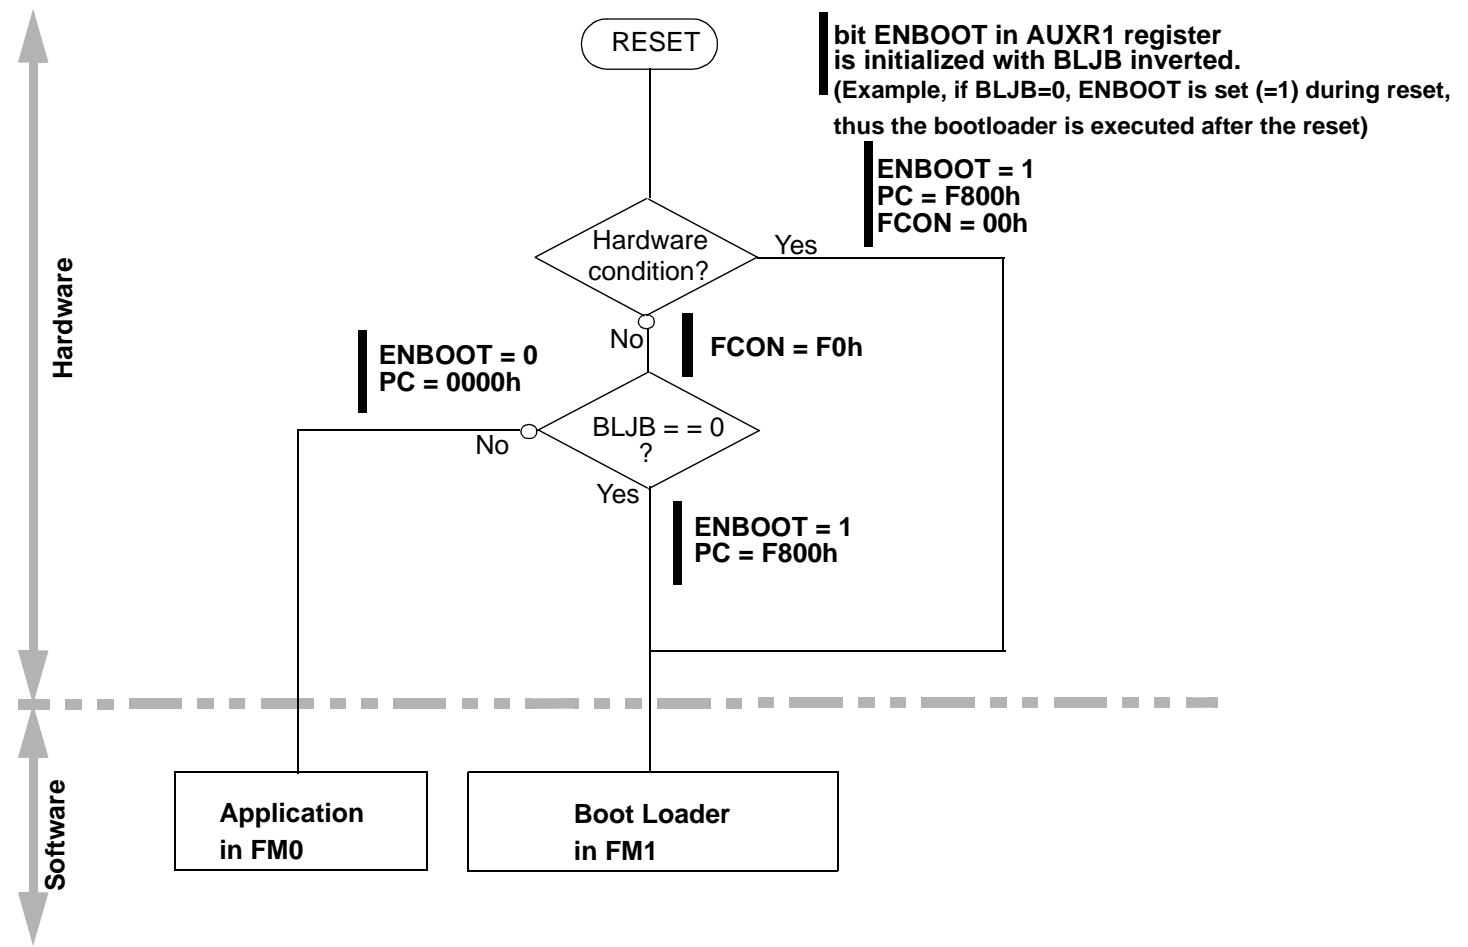 RESET
bit ENBOOT in AUXR1 register
is initialized with BLJB inverted.
(Example, if BLJB=0, ENBOOT is set (=1) during reset,
thus the bootloader is executed after the reset)
ENBOOT = 1
PC = F800h
FCON = 00h
Hardware
condition?
Yes
No
FCON = F0h
Hardware
ENBOOT = 0
PC = 0000h
BLJB = = 0
?
No
Yes
ENBOOT = 1
PC = F800h
Software
Application
in FM0
Boot Loader
in FM1